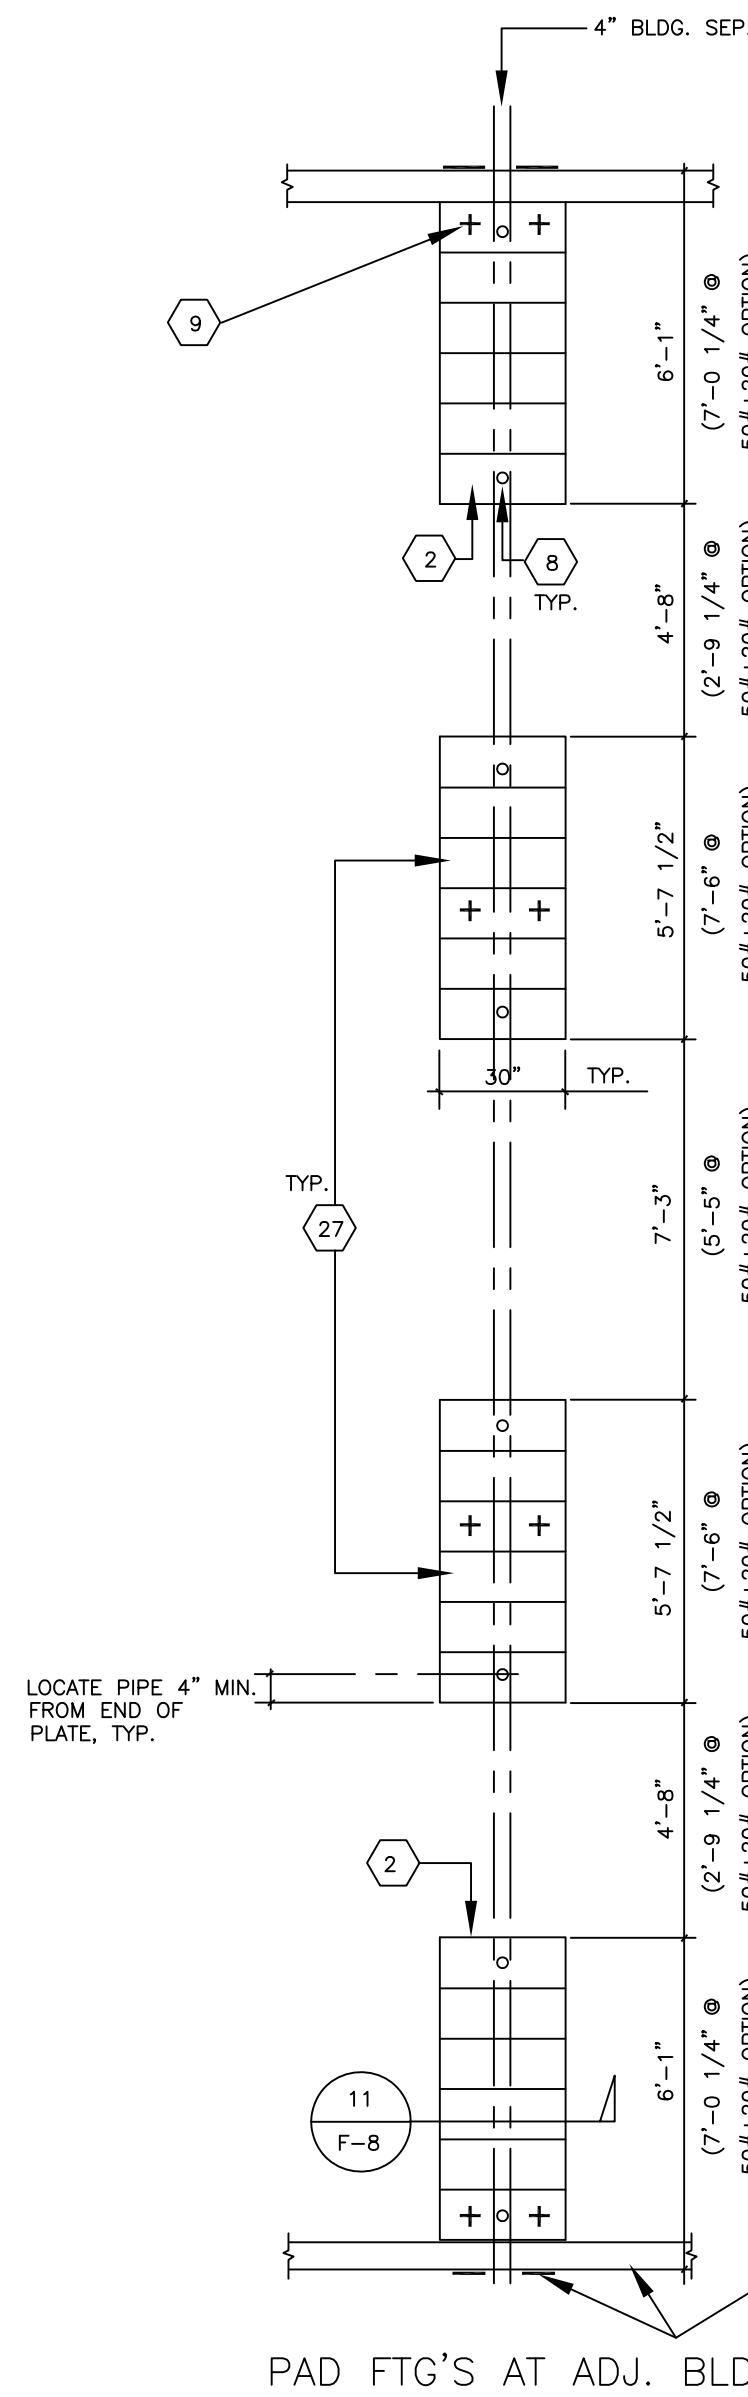 4” BLDG. SEP.
9
6’-1”
(7’-0 1/4” @
2
8
TYP.
4’-8”
(2’-9 1/4” @
5’-7 1/2”
(7’-6” @
30”
TYP.
TYP.
27
7’-3”
(5’-5” @
5’-7 1/2”
(7’-6” @
LOCATE PIPE 4” MIN.
FROM END OF
PLATE, TYP.
4’-8”
(2’-9 1/4” @
2
6’-1”
(7’-0 1/4” @
11
F-8
PAD FTG’S AT ADJ.